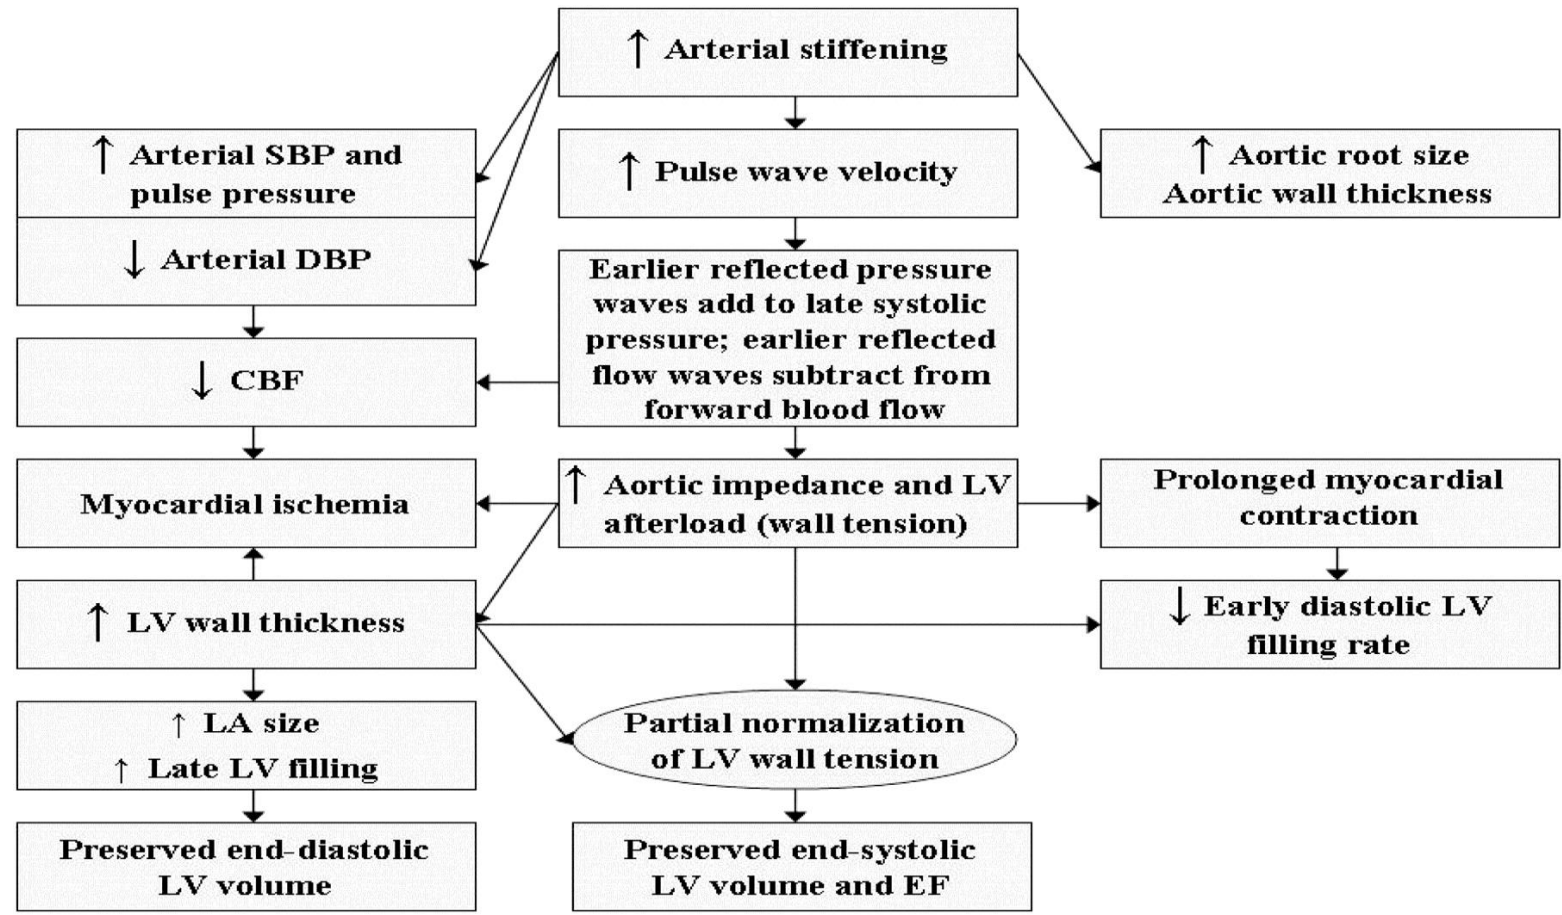 ↑ Arterial stiffening
↑ Arterial SBP and
pulse pressure
↓ Arterial DBP
↑ Pulse wave velocity
↑ Aortic root size
Aortic wall thickness
Earlier reflected pressure
waves add to late systolic
pressure; earlier reflected
flow waves subtract from
forward blood flow
↓ CBF
Myocardial ischemia
↑ Aortic impedance and LV
afterload (wall tension)
Prolonged myocardial
contraction
↑ LV wall thickness
↓ Early diastolic LV
filling rate
↑ LA size
↑ Late LV filling
Partial normalization
of LV wall tension
Preserved end-diastolic
LV volume
Preserved end-systolic
LV volume and EF